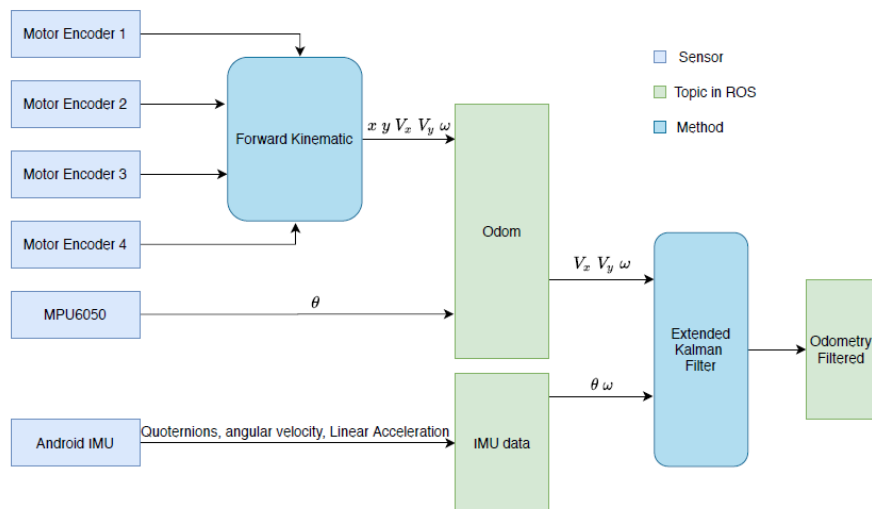 Motor Encoder 1
Motor Encoder 2
Motor Encoder 3
Motor Encoder 4
MPU6050
Android IMU
Forward Kinematic
x y V_x V_y ω
θ
Quoternions, angular velocity, Linear Acceleration
Odom
IMU data
V_x V_y ω
θ ω
Extended
Kalman
Filter
Odometry
Filtered
Sensor
Topic in ROS
Method